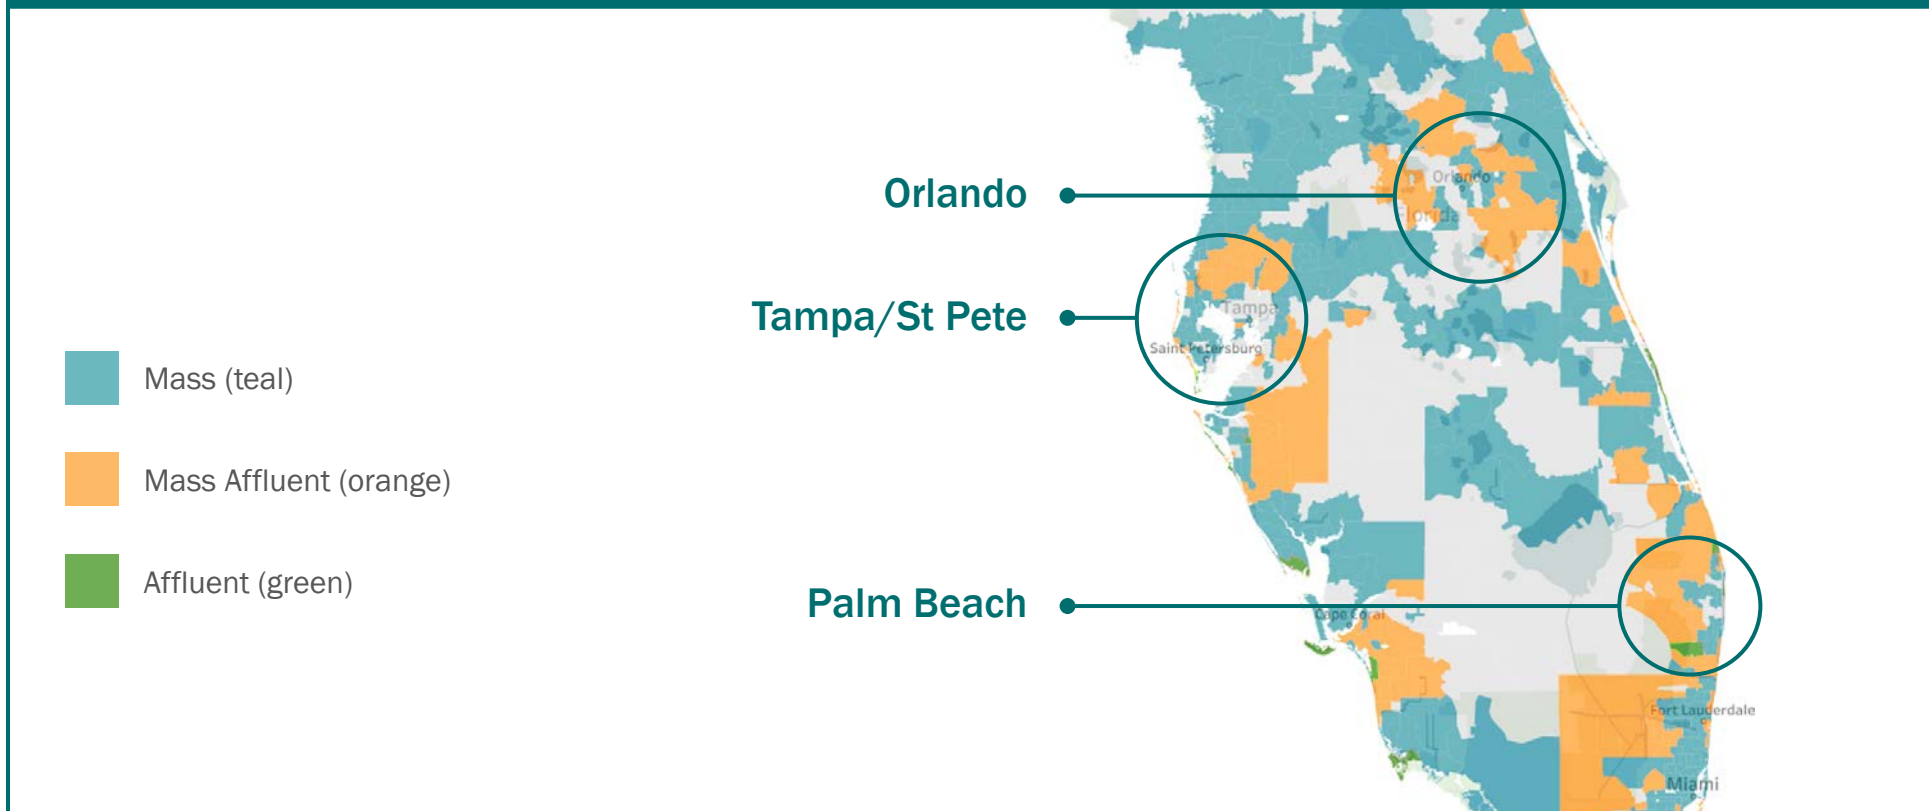 Orlando
Tampa/St Pete
Palm Beach
Mass (teal)
Mass Affluent (orange)
Affluent (green)
Orlando
Florida
Tampa
Saint Petersburg
Cape Coral
Fort Lauderdale
Miami